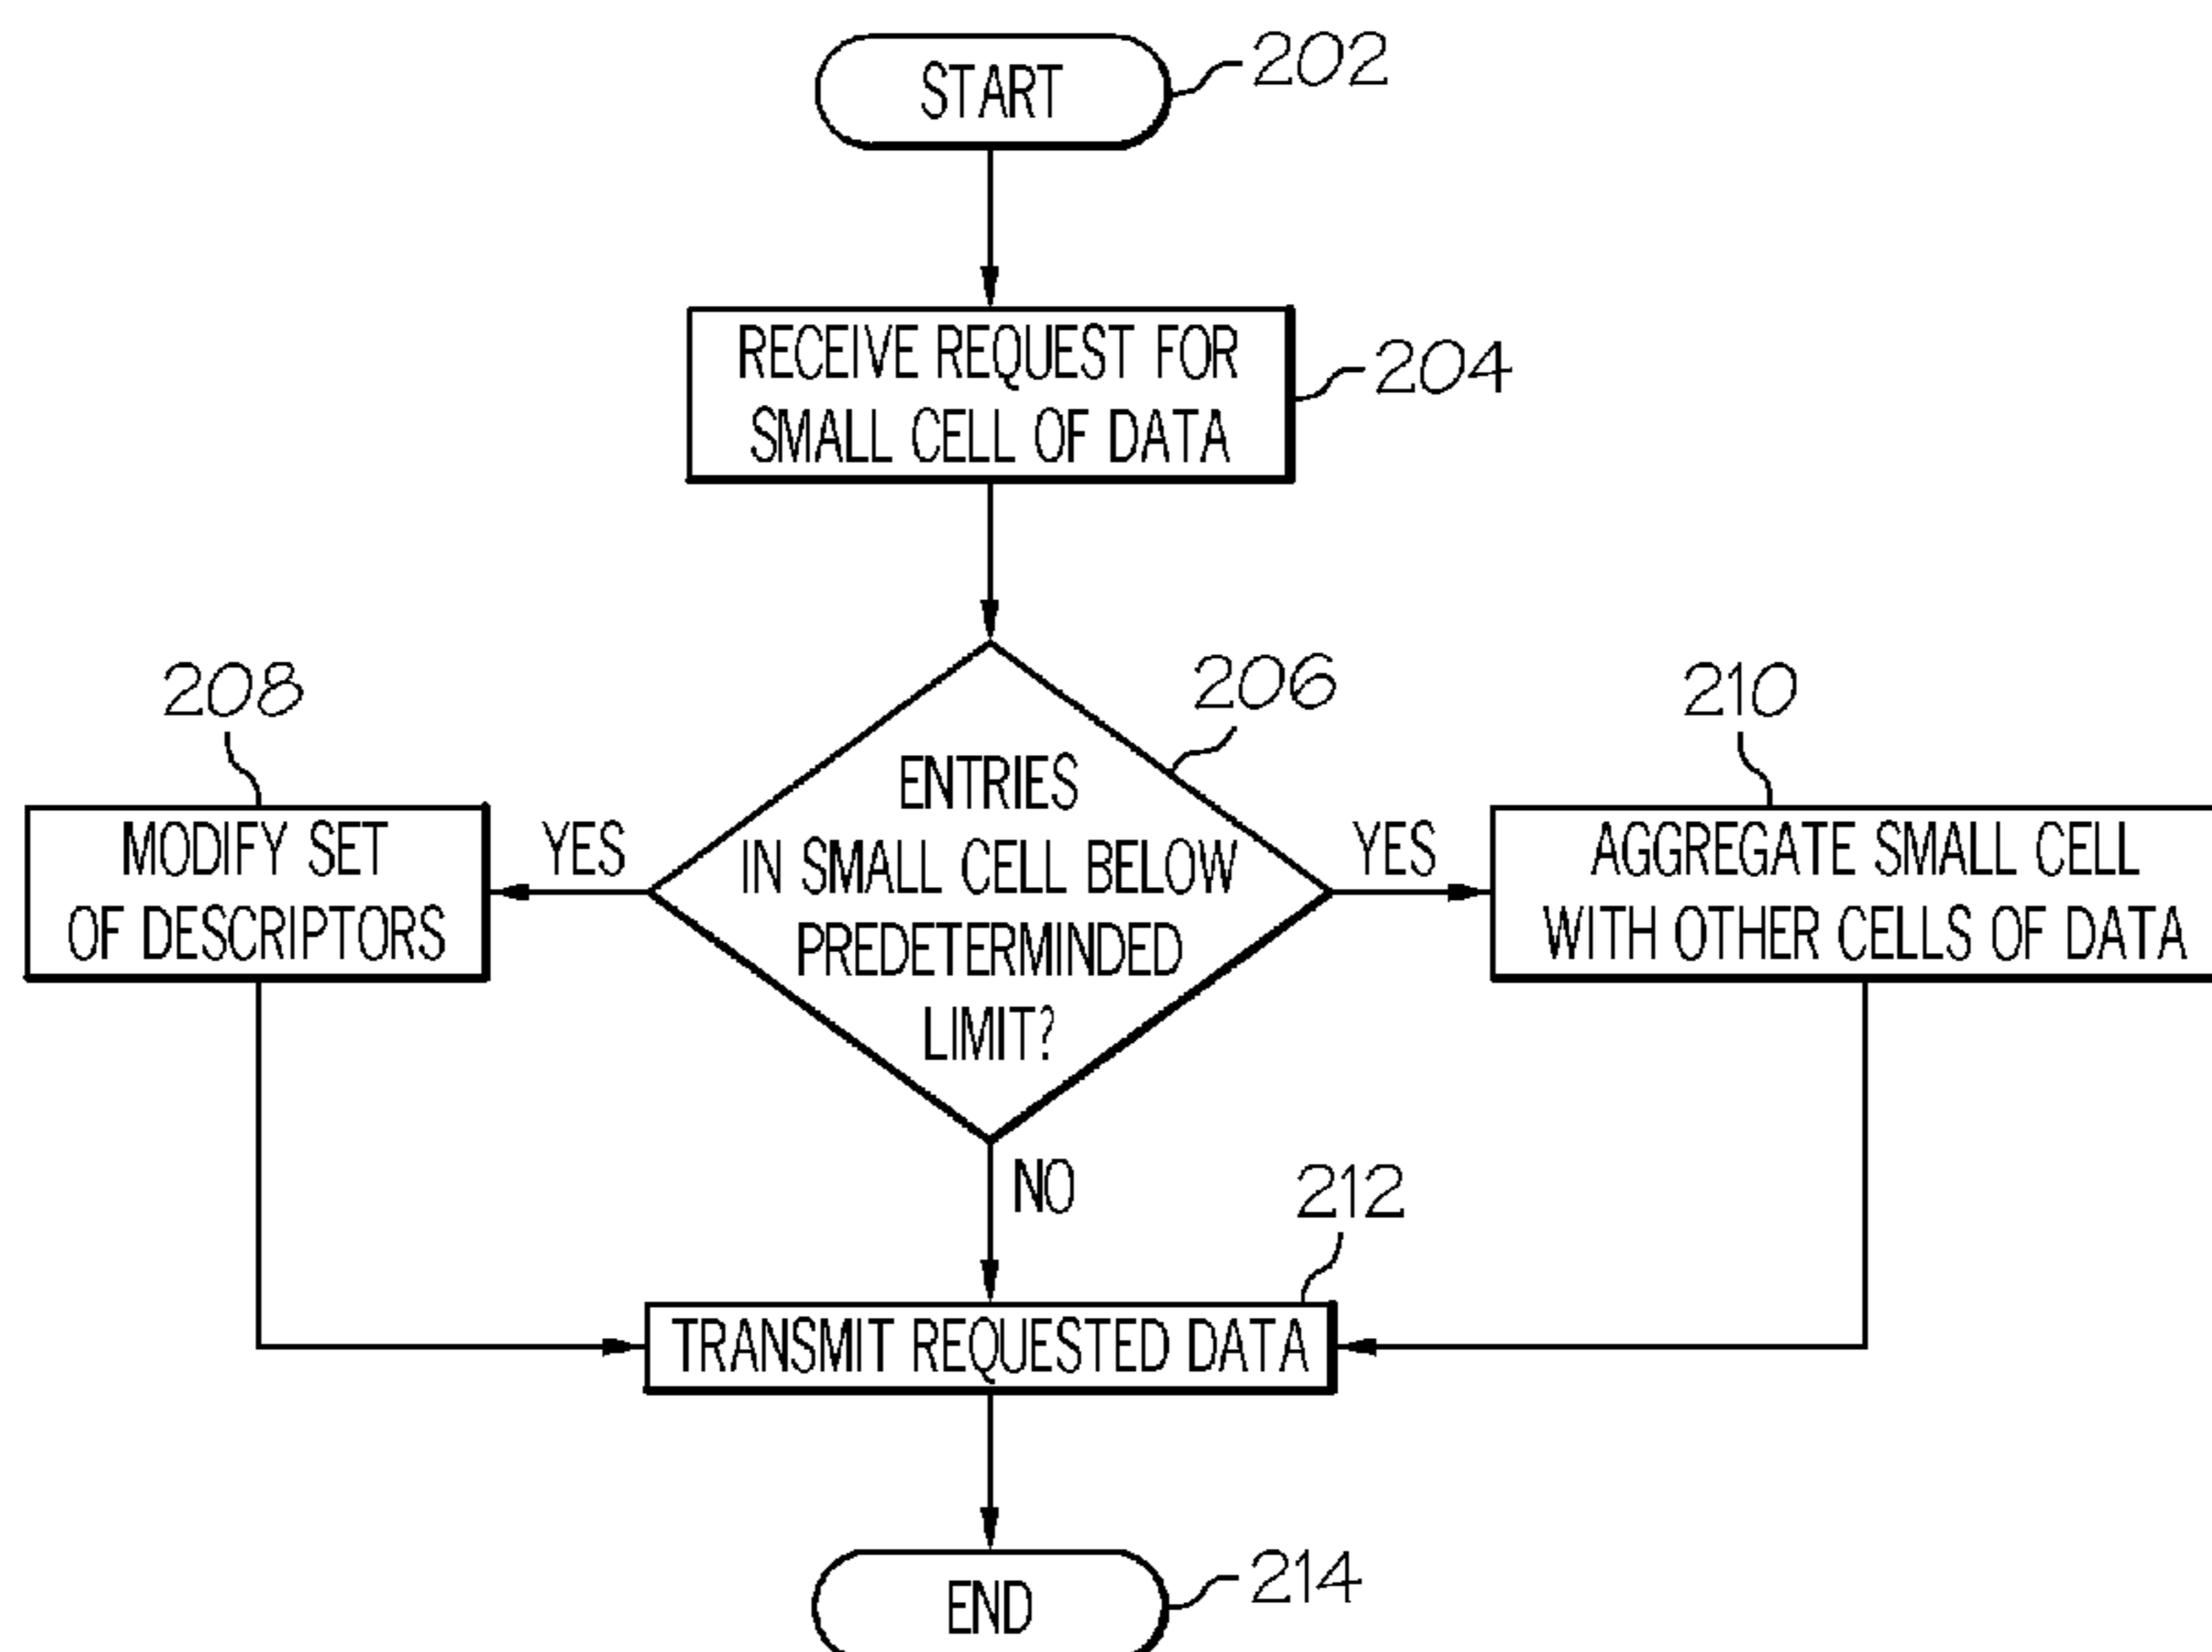 START
202
RECEIVE REQUEST FOR
SMALL CELL OF DATA
204
206
208
210
ENTRIES
IN SMALL CELL BELOW
PREDETERMINDED
LIMIT?
YES
MODIFY SET
OF DESCRIPTORS
YES
AGGREGATE SMALL CELL
WITH OTHER CELLS OF DATA
NO
212
TRANSMIT REQUESTED DATA
END
214